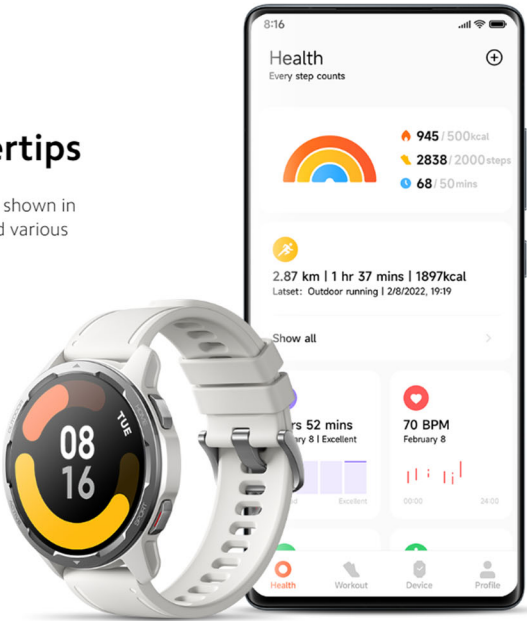 ertips
shown in
d various
8:16
Health
Every step counts
945 / 500kcal
2838 / 2000steps
68 / 50mins
2.87 km | 1 hr 37 mins | 1897kcal
Latset: Outdoor running | 2/8/2022, 19:19
Show all
rs 52 mins
ry 8 | Excellent
Excellent
70 BPM
February 8
00:00 24:00
Health Workout Device Profile
TUE
08
16
SPORT